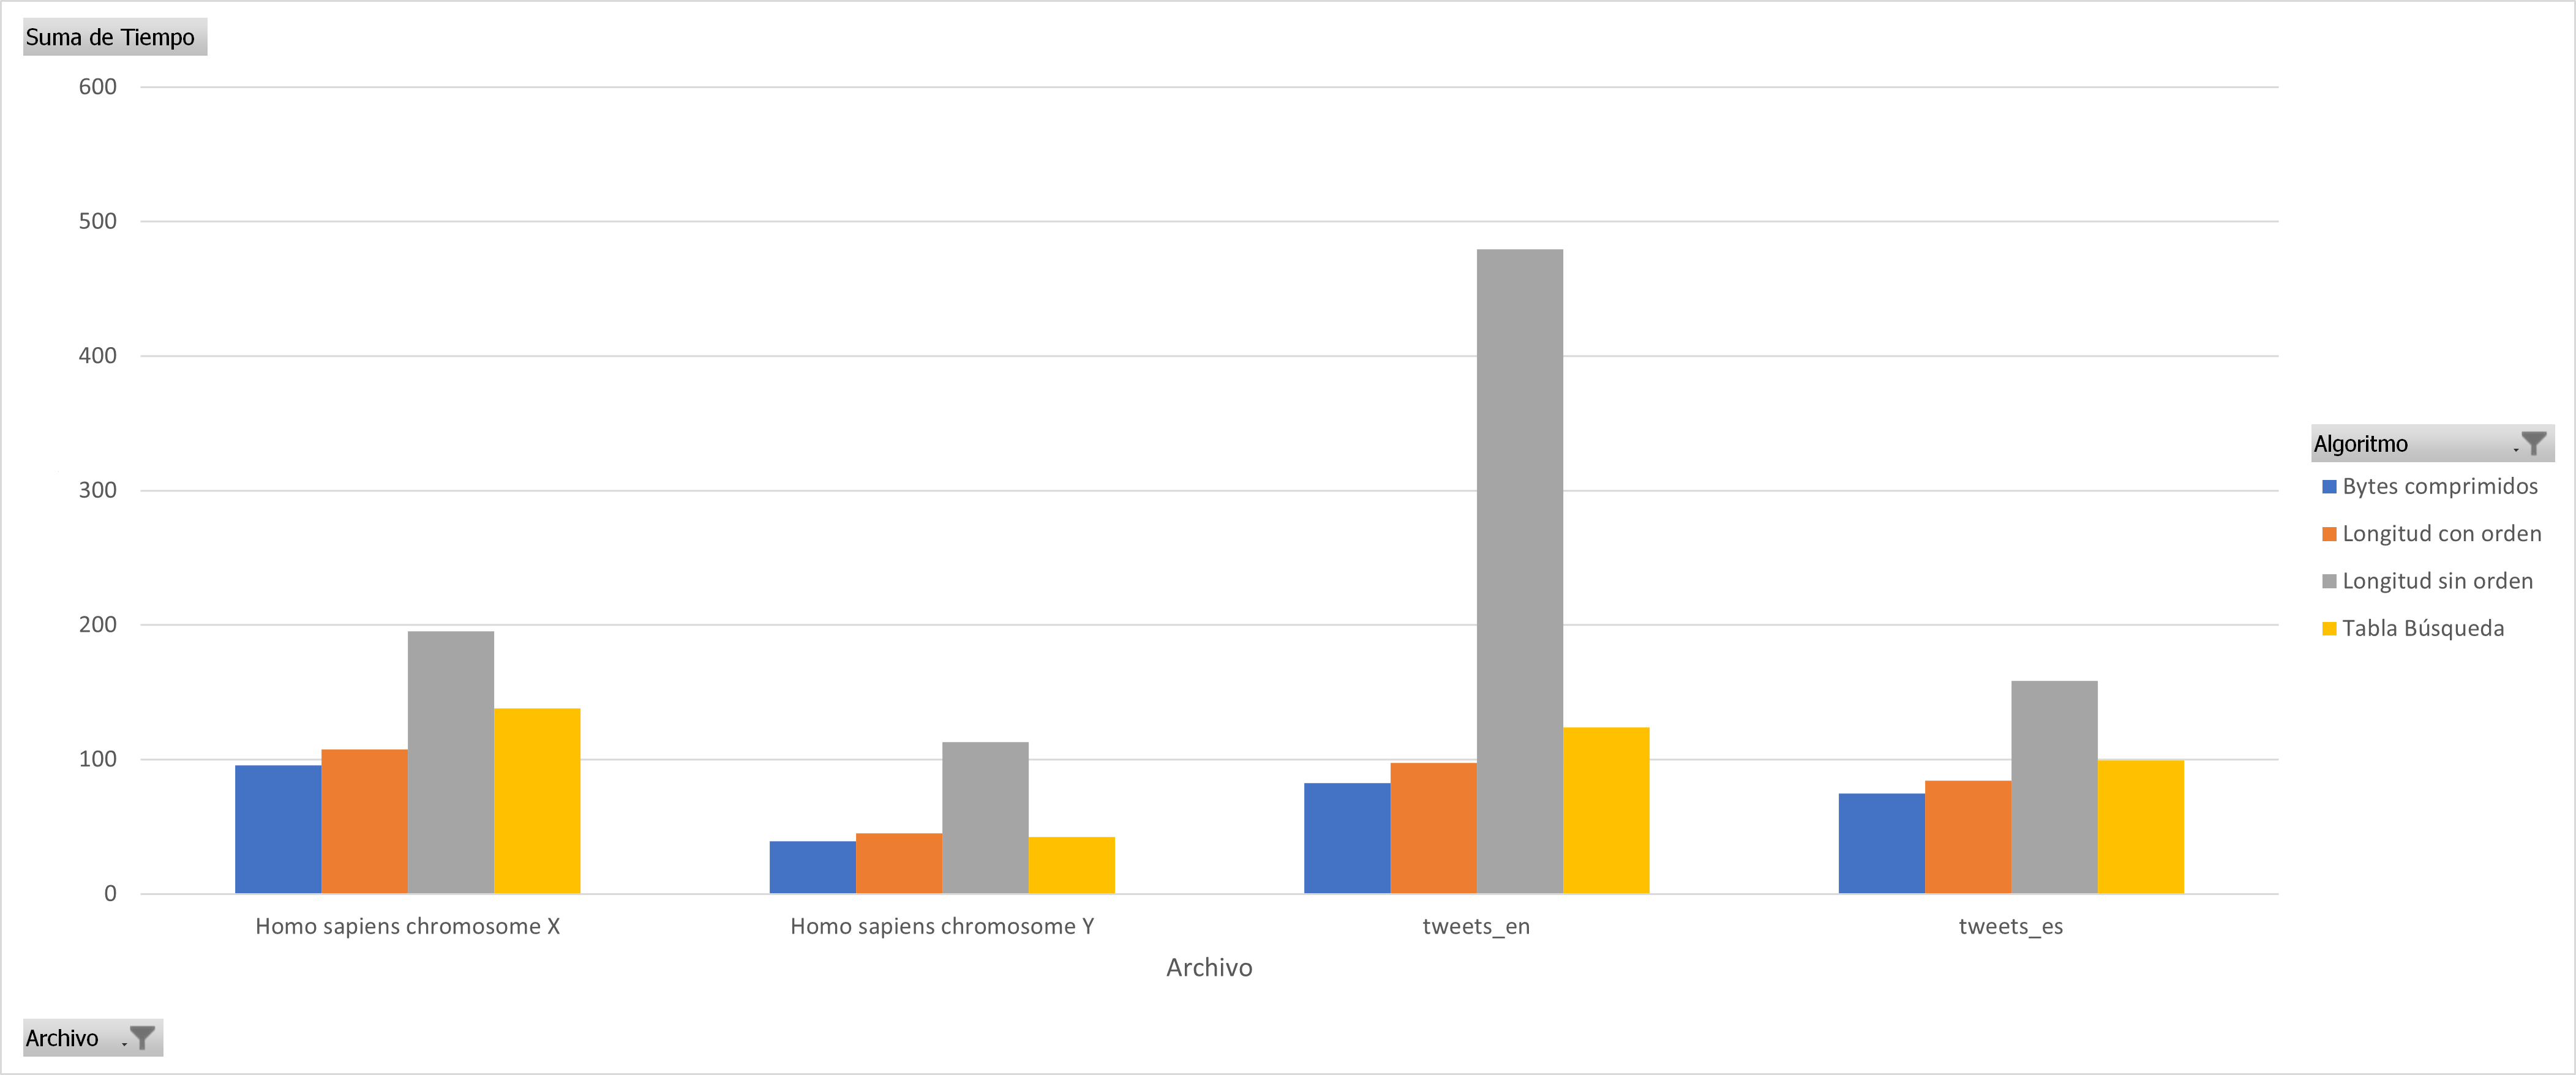 Suma de Tiempo
600
500
400
300
200
100
0
Homo sapiens chromosome X
Homo sapiens chromosome Y
tweets_en
tweets_es
Archivo
Algoritmo
Bytes comprimidos
Longitud con orden
Longitud sin orden
Tabla Búsqueda
Archivo